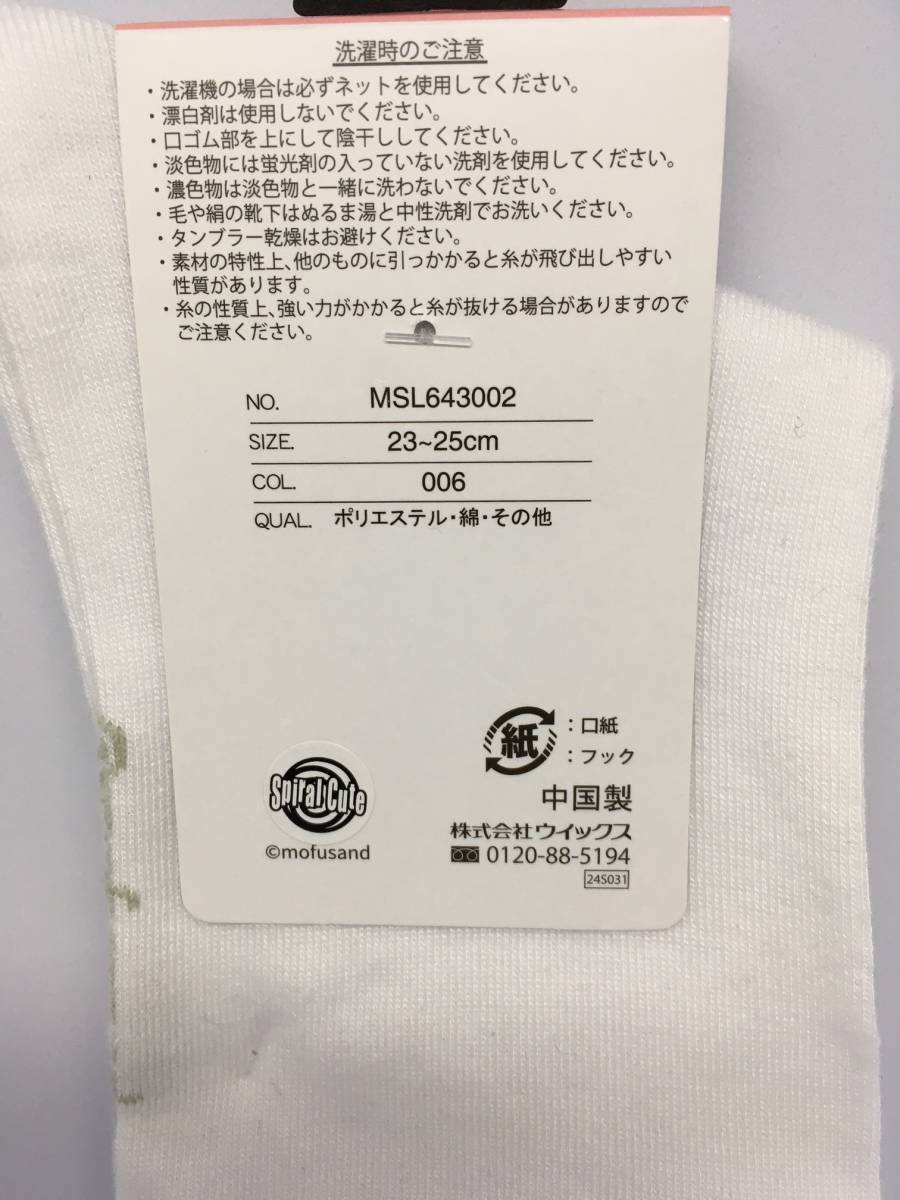 洗濯時のご注意
・洗濯機の場合は必ずネットを使用してください。
・漂白剤は使用しないでください。
・口ゴム部を上にして陰干ししてください。
・淡色物には蛍光剤の入っていない洗剤を使用してください。
・濃色物は淡色物と一緒に洗わないでください。
・毛や絹の靴下はぬるま湯と中性洗剤でお洗いください。
・タンブラー乾燥はお避けください。
・素材の特性上、他のものに引っかかると糸が飛び出しやすい
性質があります。
・糸の性質上、強い力がかかると糸が抜ける場合がありますので
ご注意ください。
NO. MSL643002
SIZE. 23~25cm
COL. 006
QUAL. ポリエステル・綿・その他
紙 :口紙
:フック
中国製
Spiral Cute
株式会社ウイックス
©mofusand
0120-88-5194
24S031